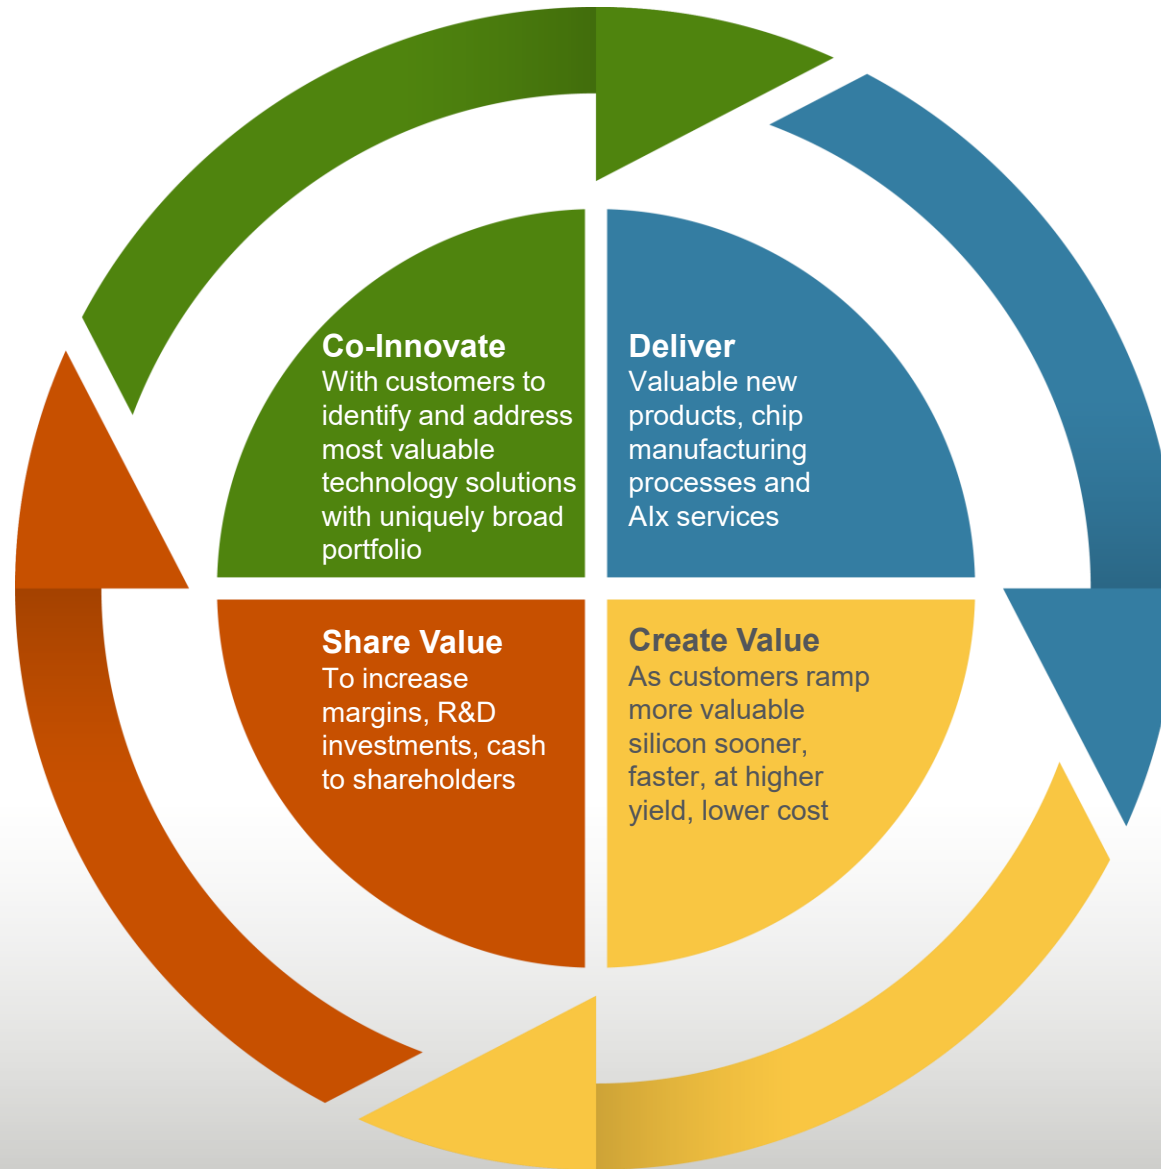 Co-Innovate
With customers to
identify and address
most valuable
technology solutions
with uniquely broad
portfolio
Deliver
Valuable new
products, chip
manufacturing
processes and
AIx services
Share Value
To increase
margins, R&D
investments, cash
to shareholders
Create Value
As customers ramp
more valuable
silicon sooner,
faster, at higher
yield, lower cost